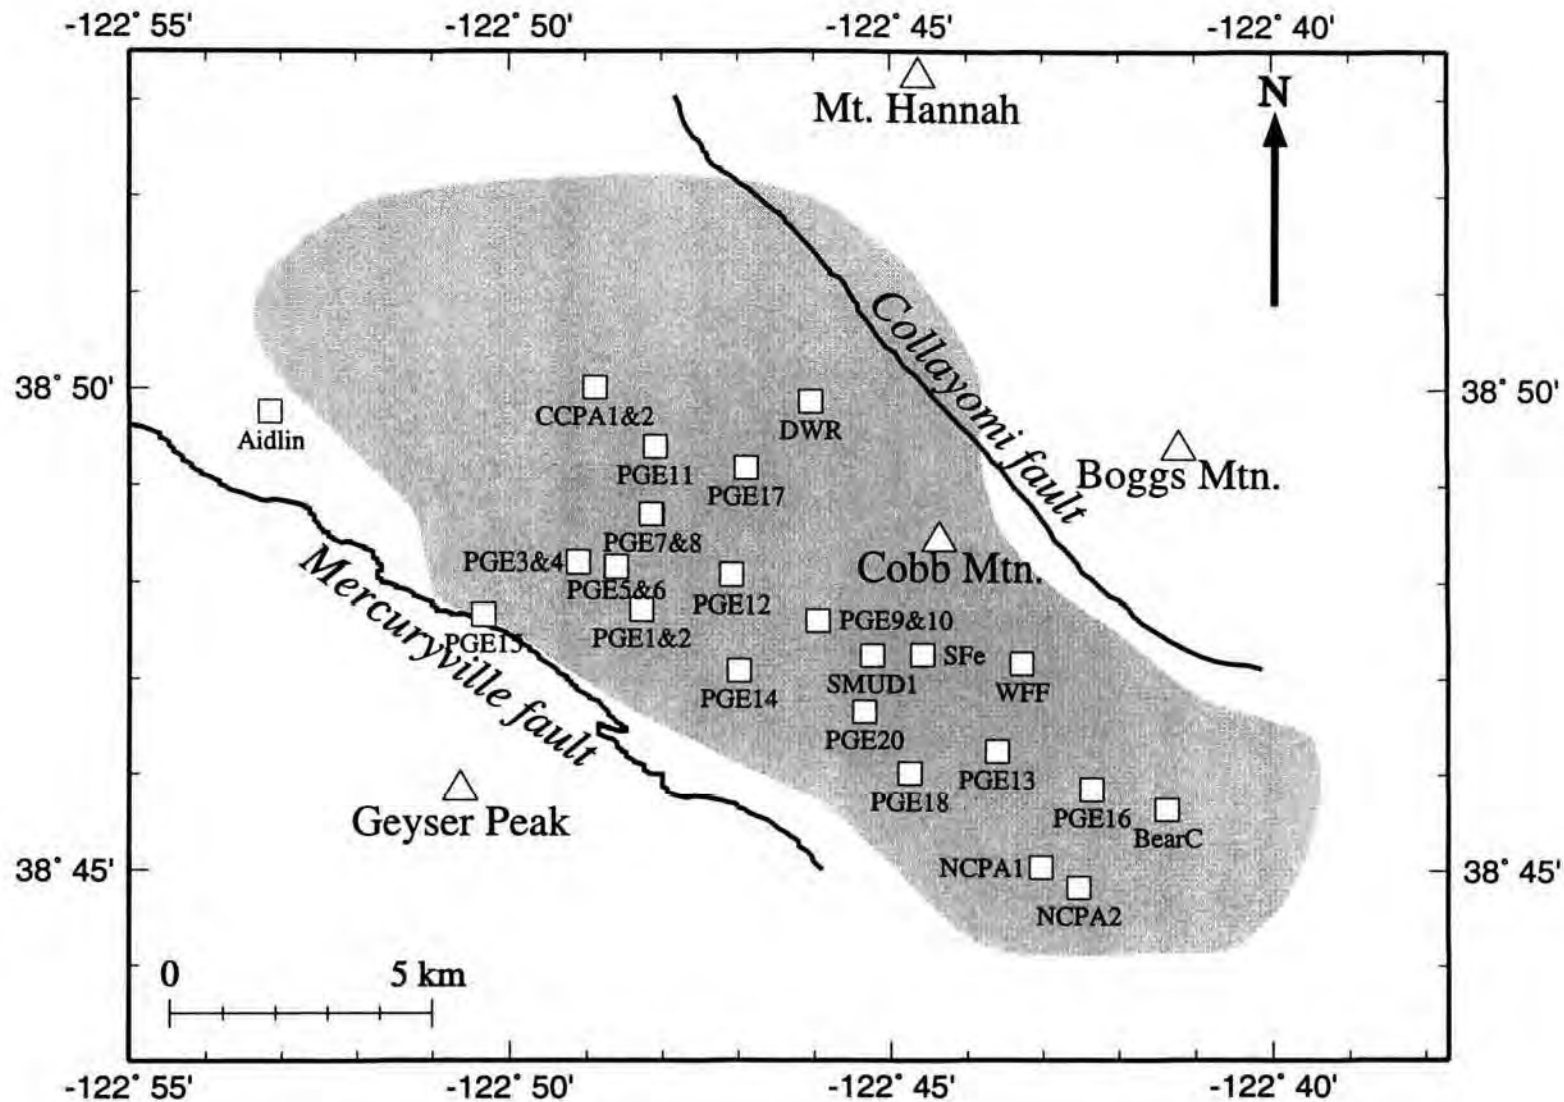 -122° 55' -122° 50' -122° 45' -122° 40'
Mt. Hannah
N
Collayomi fault
38° 50' 38° 50'
CCPA1&2
DWR
Aidlin
PGE11
PGE17
Boggs Mtn.
PGE7&8
PGE3&4
PGE5&6
Cobb Mtn.
PGE12
Mercuryville fault
PGE1&2
PGE9&10
PGE15
SFe
SMUD1
WFF
PGE14
PGE20
PGE13
PGE18
Geyser Peak
PGE16
BearC
38° 45' 38° 45'
NCPA1
NCPA2
0 5 km
-122° 55' -122° 50' -122° 45' -122° 40'